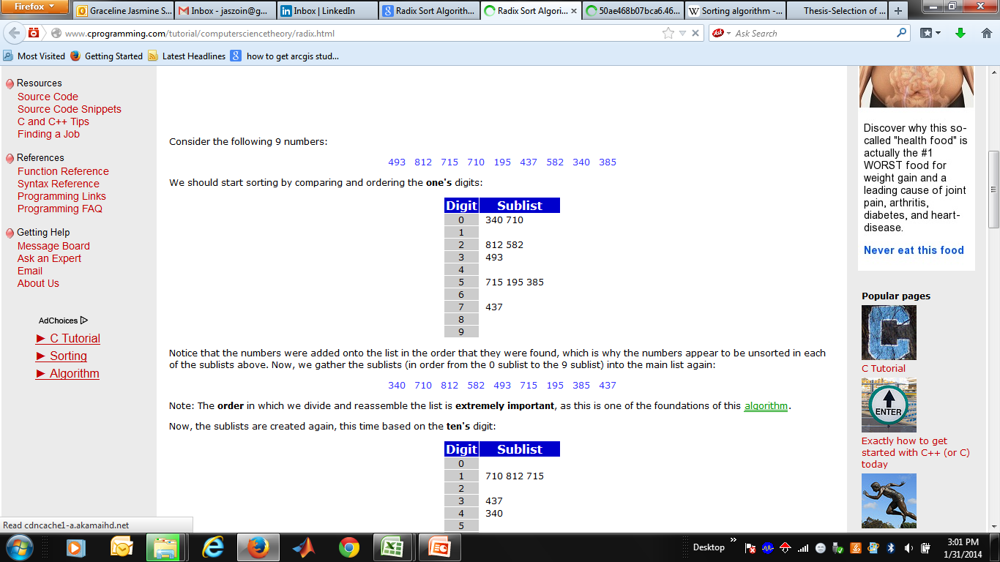 Firefox
Graceline Jasmine S...
Inbox - jaszoin@g...
Inbox | LinkedIn
Radix Sort Algorith...
Radix Sort Algori...
50ae468b07bca6.46...
Sorting algorithm -...
Thesis-Selection of ...
www.cprogramming.com/tutorial/computersciencetheory/radix.html
Ask Ask Search
Most Visited Getting Started Latest Headlines how to get arcgis stud...
Resources
Source Code
Source Code Snippets
C and C++ Tips
Finding a Job
References
Function Reference
Syntax Reference
Programming Links
Programming FAQ
Getting Help
Message Board
Ask an Expert
Email
About Us
AdChoices
► C Tutorial
► Sorting
► Algorithm
Consider the following 9 numbers:
493 812 715 710 195 437 582 340 385
We should start sorting by comparing and ordering the one's digits:
Digit Sublist
0 340 710
1
2 812 582
3 493
4
5 715 195 385
6
7 437
8
9
Notice that the numbers were added onto the list in the order that they were found, which is why the numbers appear to be unsorted in each
of the sublists above. Now, we gather the sublists (in order from the 0 sublist to the 9 sublist) into the main list again:
340 710 812 582 493 715 195 385 437
Note: The order in which we divide and reassemble the list is extremely important, as this is one of the foundations of this algorithm.
Now, the sublists are created again, this time based on the ten's digit:
Digit Sublist
0
1 710 812 715
2
3 437
4 340
5
Discover why this so-
called "health food" is
actually the #1
WORST food for
weight gain and a
leading cause of joint
pain, arthritis,
diabetes, and heart-
disease.
Never eat this food
Popular pages
C
C Tutorial
ENTER
Exactly how to get
started with C++ (or C)
today
Read cdncache1-a.akamaihd.net
Desktop
3:01 PM
1/31/2014